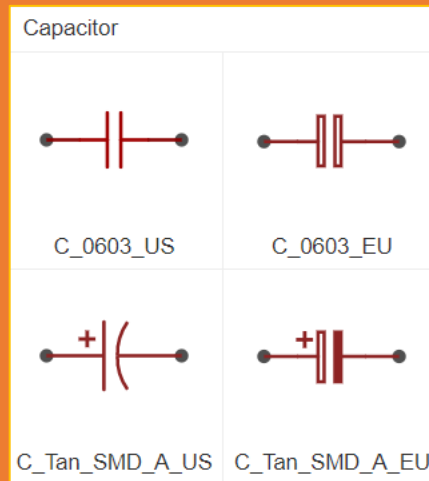 Capacitor
C_0603_US C_0603_EU
+ +
C_Tan_SMD_A_US C_Tan_SMD_A_EU